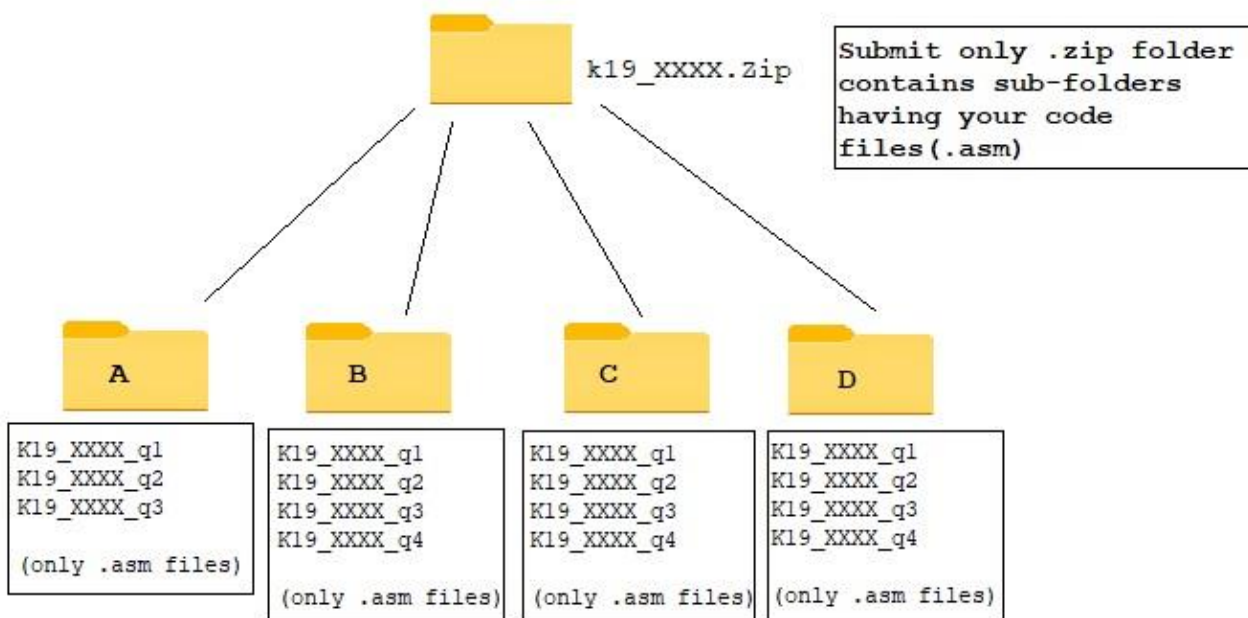 k19_XXXX.Zip
Submit only .zip folder
contains sub-folders
having your code
files(.asm)
A
B
C
D
K19_XXXX_q1
K19_XXXX_q2
K19_XXXX_q3
(only .asm files)
K19_XXXX_q1
K19_XXXX_q2
K19_XXXX_q3
K19_XXXX_q4
(only .asm files)
K19_XXXX_q1
K19_XXXX_q2
K19_XXXX_q3
K19_XXXX_q4
(only .asm files)
K19_XXXX_q1
K19_XXXX_q2
K19_XXXX_q3
K19_XXXX_q4
(only .asm files)